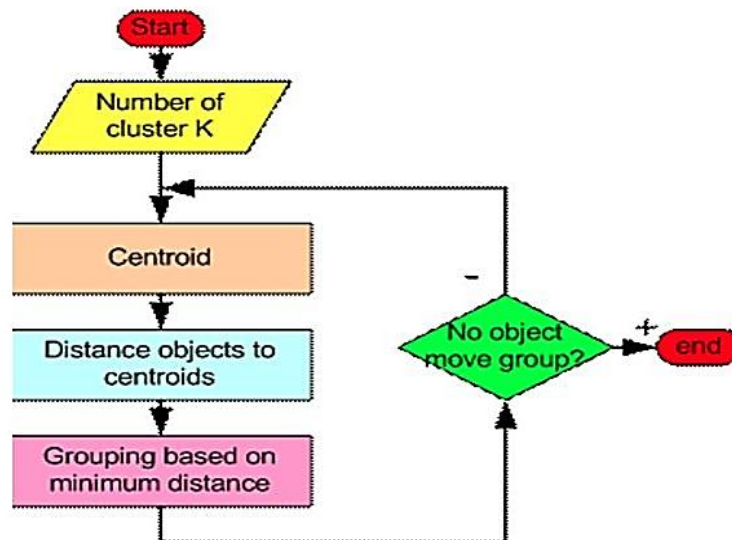 Start
Number of
cluster K
Centroid
-
No object
move group?
+
end
Distance objects to
centroids
Grouping based on
minimum distance